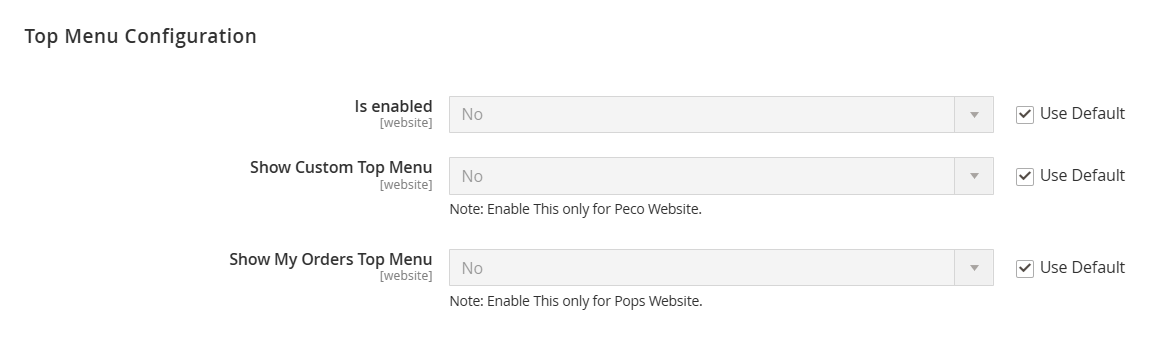 Top Menu Configuration
Is enabled
[website]
No
Use Default
Show Custom Top Menu
[website]
No
Use Default
Note: Enable This only for Peco Website.
Show My Orders Top Menu
[website]
No
Use Default
Note: Enable This only for Pops Website.